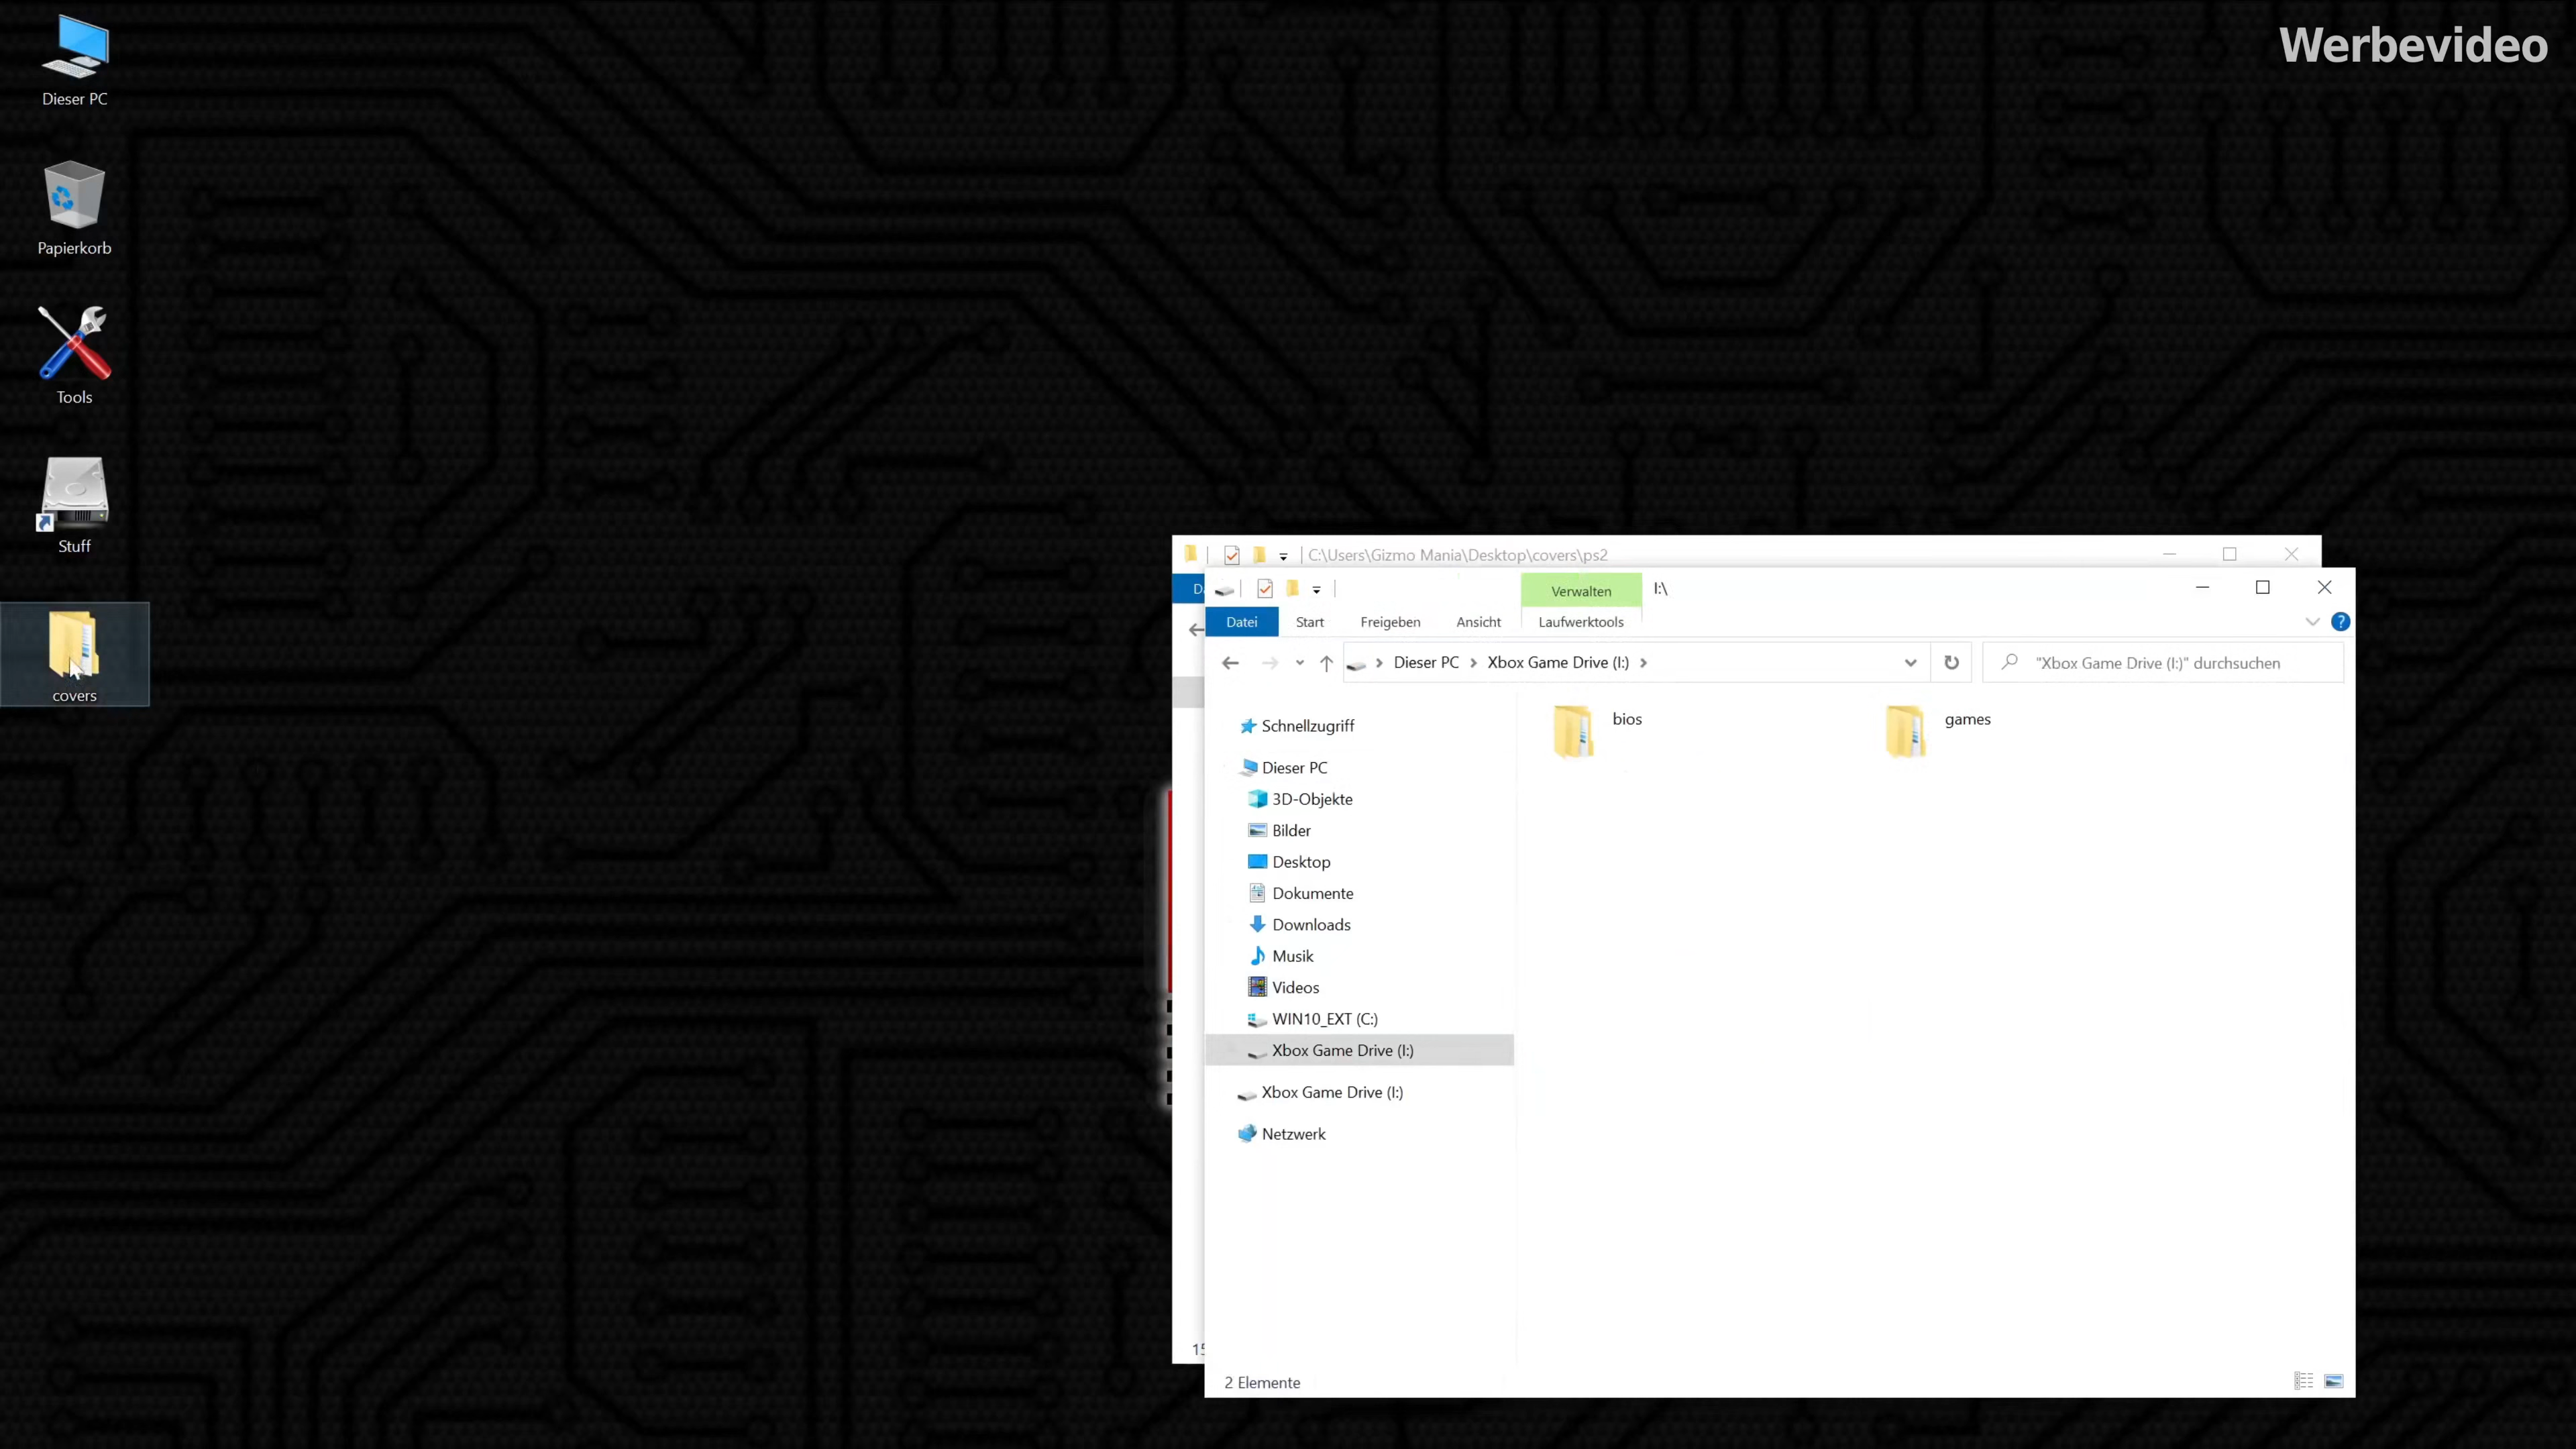 Werbevideo
Dieser PC
Papierkorb
Tools
Stuff
covers
C:\Users\Gizmo Mania\Desktop\covers\ps2
Verwalten
I:\
Datei
Start
Freigeben
Ansicht
Laufwerktools
Dieser PC
Xbox Game Drive (I:)
"Xbox Game Drive (I:)" durchsuchen
Schnellzugriff
Dieser PC
3D-Objekte
Bilder
Desktop
Dokumente
Downloads
Musik
Videos
WIN10_EXT (C:)
Xbox Game Drive (I:)
Xbox Game Drive (I:)
Netzwerk
bios
games
2 Elemente